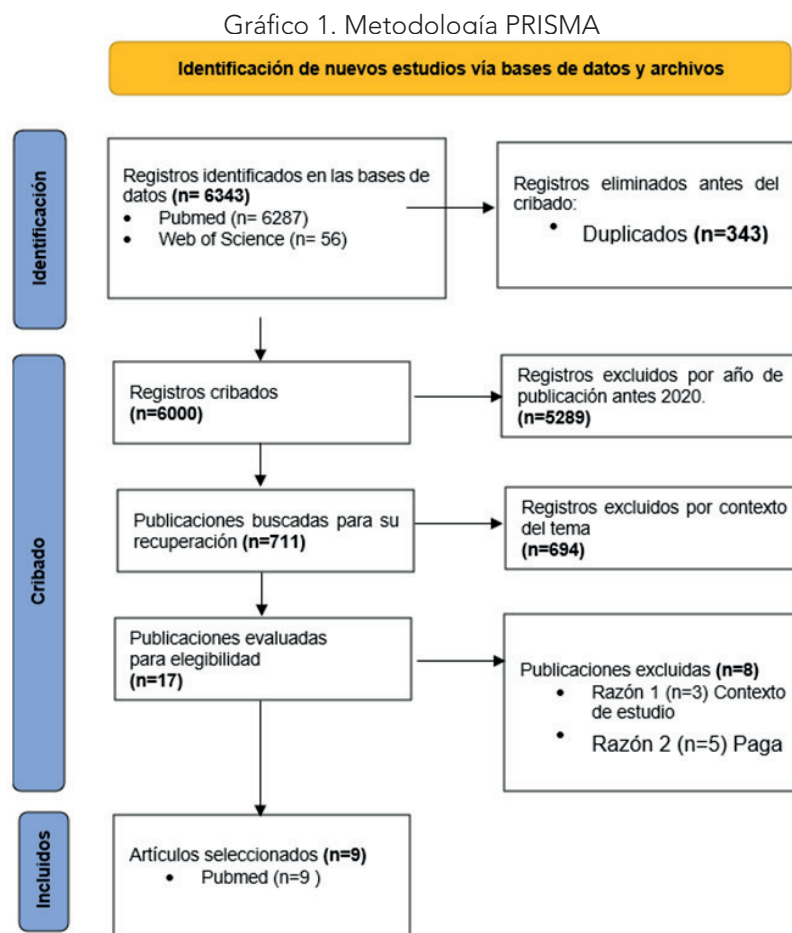 Gráfico 1. Metodología PRISMA
Identificación de nuevos estudios vía bases de datos y archivos
Identificación
Registros identificados en las bases de
datos (n= 6343)
• Pubmed (n= 6287)
• Web of Science (n= 56)
Registros eliminados antes del
cribado:
• Duplicados (n=343)
Cribado
Registros cribados
(n=6000)
Registros excluidos por año de
publicación antes 2020.
(n=5289)
Publicaciones buscadas para su
recuperación (n=711)
Registros excluidos por contexto
del tema
(n=694)
Publicaciones evaluadas
para elegibilidad
(n=17)
Publicaciones excluidas (n=8)
• Razón 1 (n=3) Contexto
de estudio
• Razón 2 (n=5) Paga
Incluidos
Artículos seleccionados (n=9)
• Pubmed (n=9 )